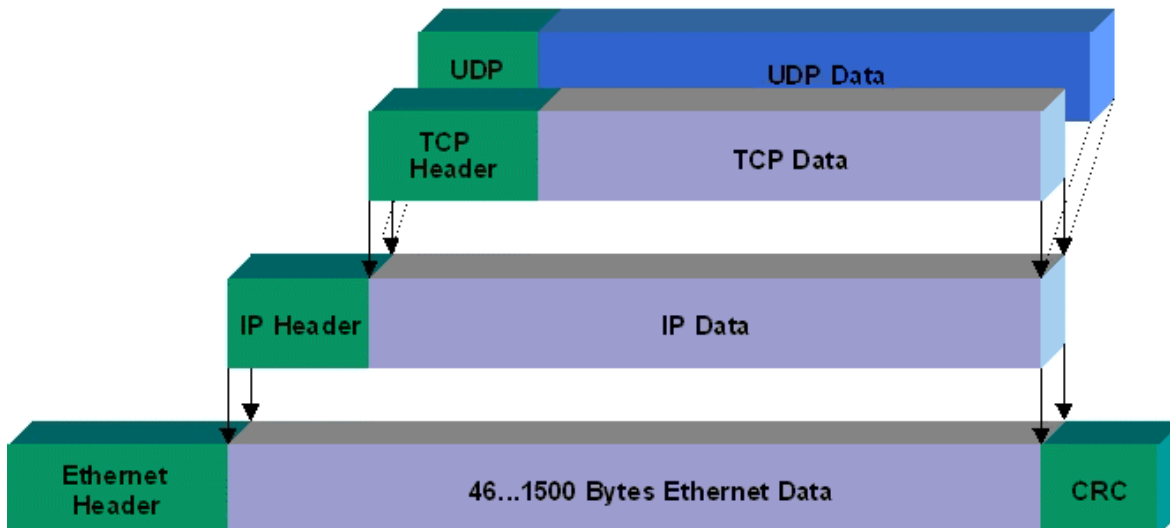 UDP
UDP Data
TCP
Header
TCP Data
IP Header
IP Data
Ethernet
Header
46...1500 Bytes Ethernet Data
CRC